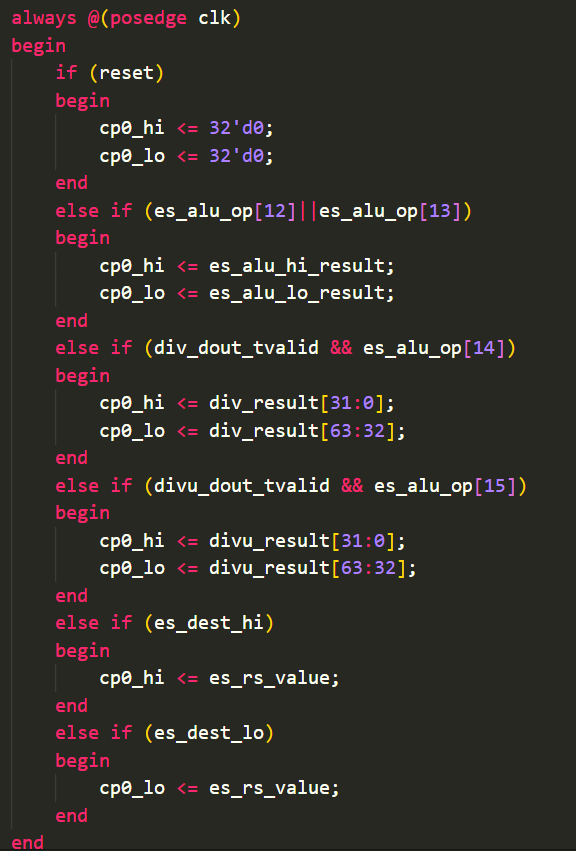 always @(posedge clk)
begin
    if (reset)
    begin
        cp0_hi <= 32'd0;
        cp0_lo <= 32'd0;
    end
    else if (es_alu_op[12]||es_alu_op[13])
    begin
        cp0_hi <= es_alu_hi_result;
        cp0_lo <= es_alu_lo_result;
    end
    else if (div_dout_tvalid && es_alu_op[14])
    begin
        cp0_hi <= div_result[31:0];
        cp0_lo <= div_result[63:32];
    end
    else if (divu_dout_tvalid && es_alu_op[15])
    begin
        cp0_hi <= divu_result[31:0];
        cp0_lo <= divu_result[63:32];
    end
    else if (es_dest_hi)
    begin
        cp0_hi <= es_rs_value;
    end
    else if (es_dest_lo)
    begin
        cp0_lo <= es_rs_value;
    end
end